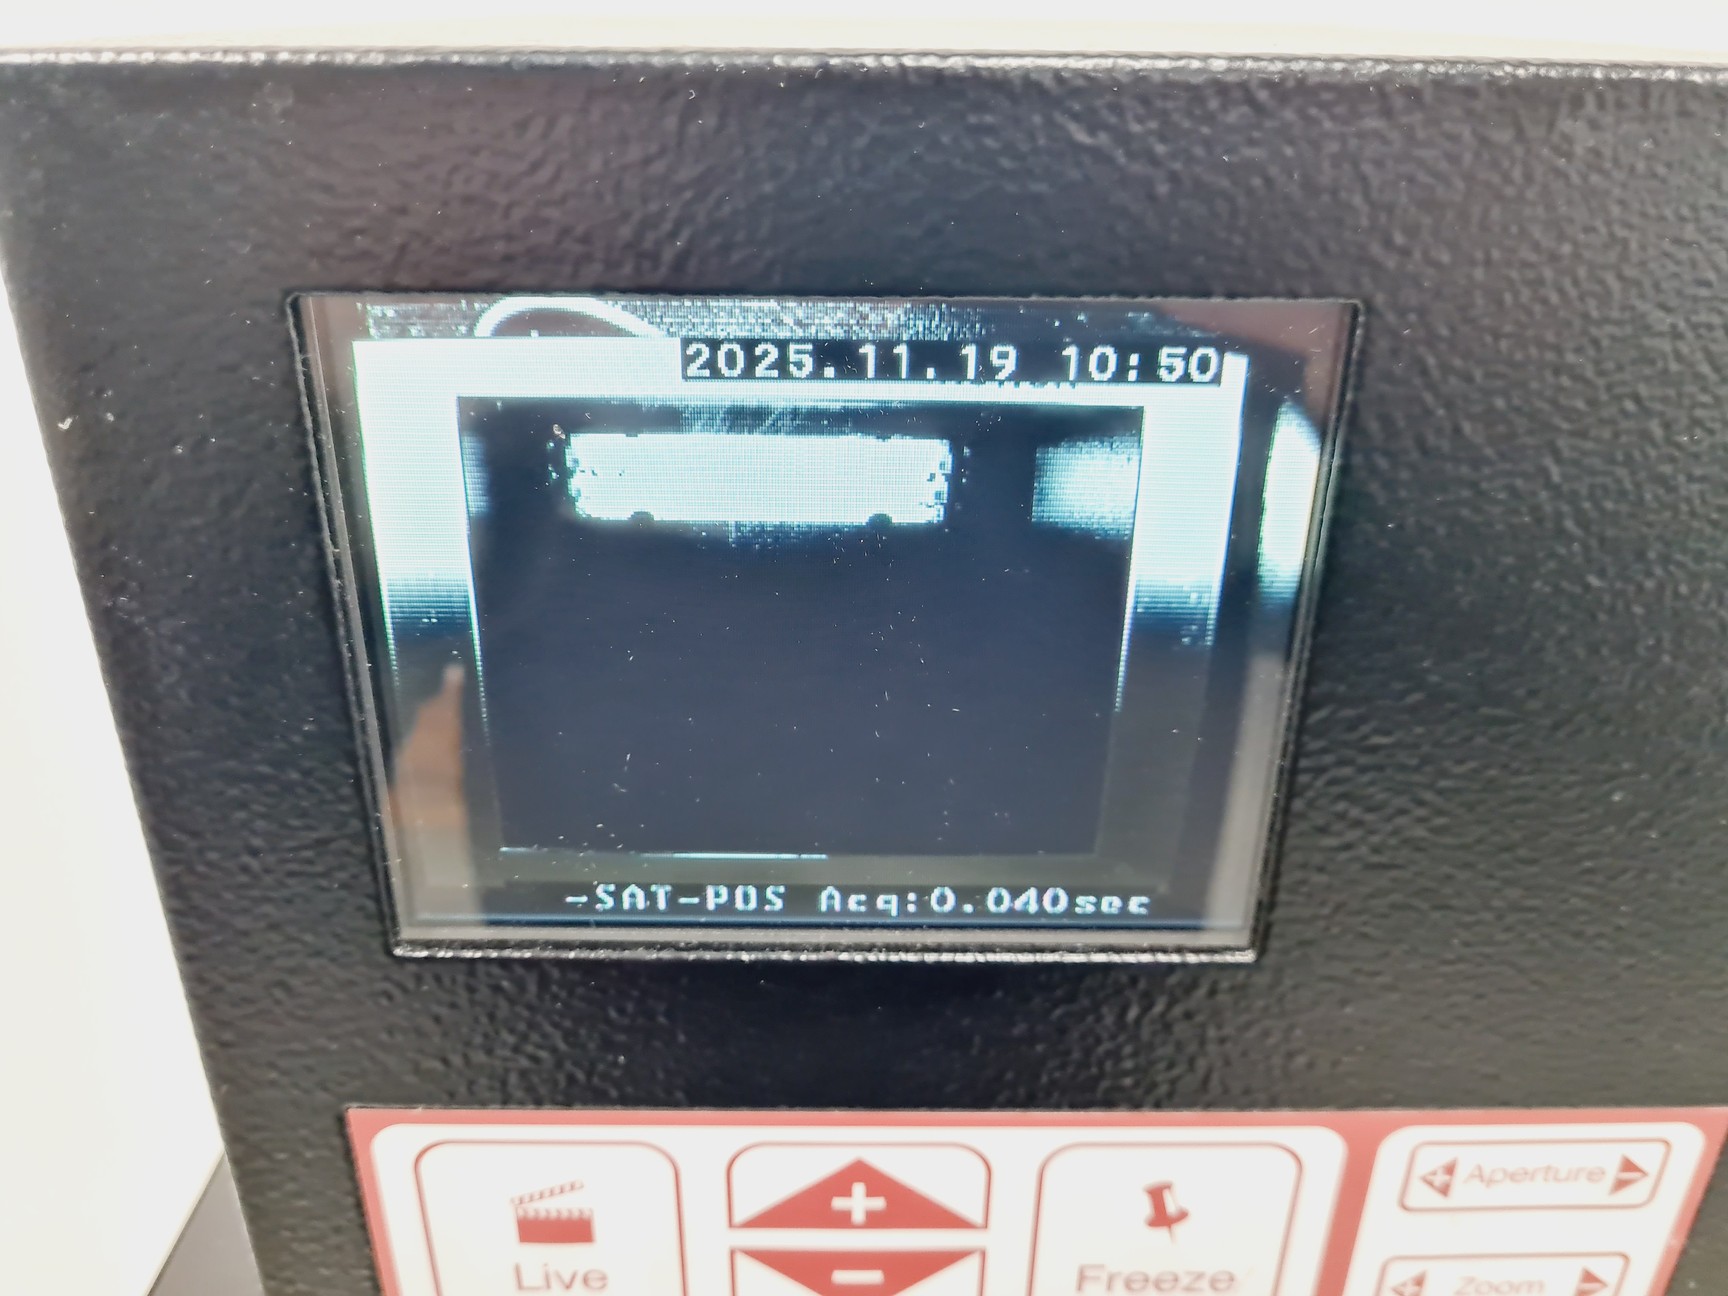 2025.11.19 10:50
-SAT-POS Acq:0.040sec
+
Aperture
-
Live
Freeze
Zoom